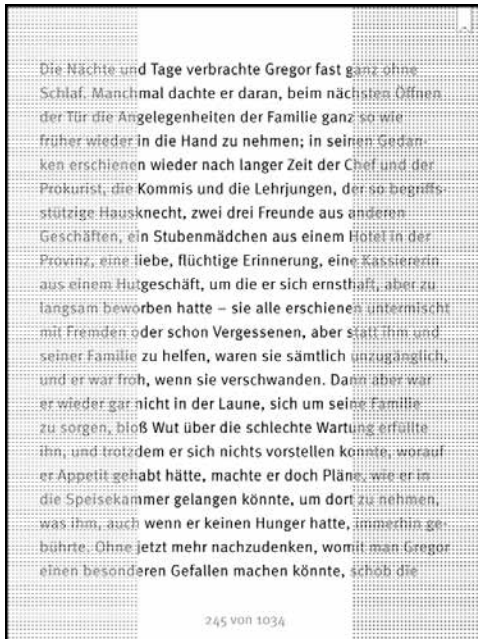 Die Nächte und Tage verbrachte Gregor fast ganz ohne
Schlaf. Manchmal dachte er daran, beim nächsten Öffnen
der Tür die Angelegenheiten der Familie ganz so wie
früher wieder in die Hand zu nehmen; in seinen Gedan-
ken erschienen wieder nach langer Zeit der Chef und der
Prokurist, die Kommis und die Lehrjungen, der so begriffs-
stützige Hausknecht, zwei drei Freunde aus anderen
Geschäften, ein Stubenmädchen aus einem Hotel in der
Provinz, eine liebe, flüchtige Erinnerung, eine Kassiererin
aus einem Hutgeschäft, um die er sich ernsthaft, aber zu
langsam beworben hatte – sie alle erschienen untermischt
mit Fremden oder schon Vergessenen, aber statt ihm und
seiner Familie zu helfen, waren sie sämtlich unzugänglich,
und er war froh, wenn sie verschwanden. Dann aber war
er wieder gar nicht in der Laune, sich um seine Familie
zu sorgen, bloß Wut über die schlechte Wartung erfüllte
ihn, und trotzdem er sich nichts vorstellen konnte, worauf
er Appetit gehabt hätte, machte er doch Pläne, wie er in
die Speisekammer gelangen könnte, um dort zu nehmen,
was ihm, auch wenn er keinen Hunger hatte, immerhin ge-
bührte. Ohne jetzt mehr nachzudenken, womit man Gregor
einen besonderen Gefallen machen könnte, schob die
245 von 1034